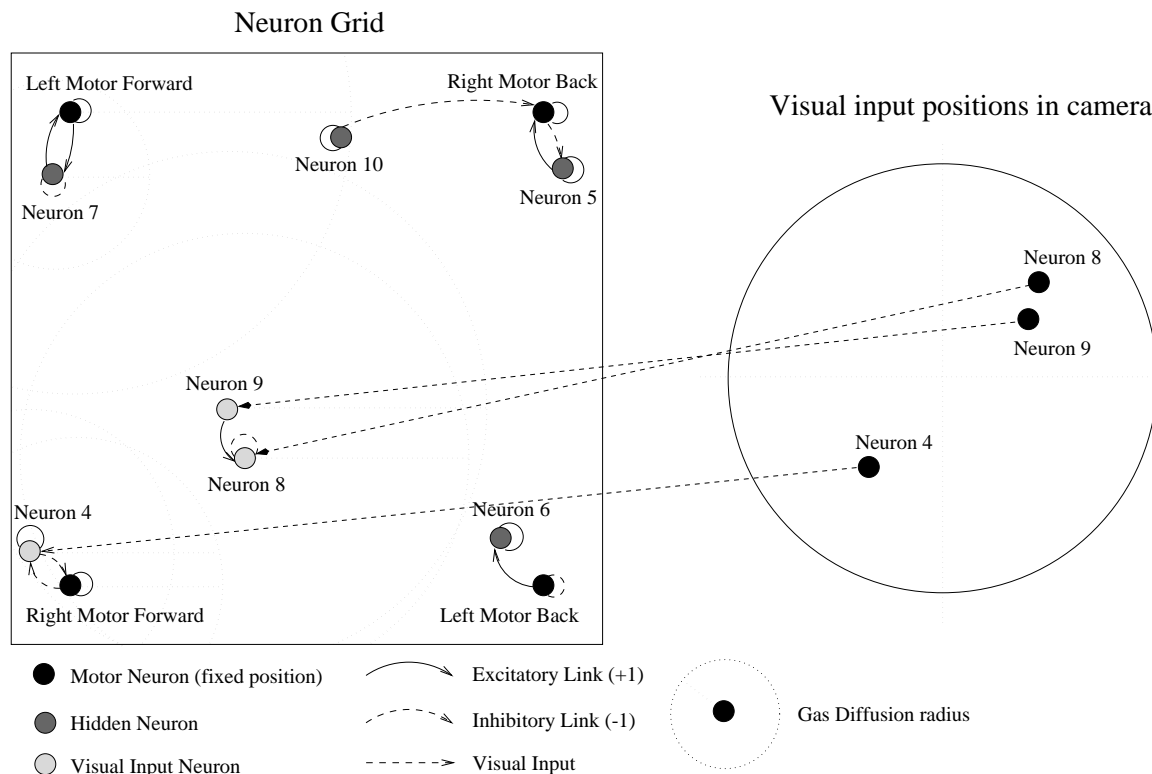 Neuron Grid
Left Motor Forward
Right Motor Back
Visual input positions in camera
Neuron 10
Neuron 7
Neuron 5
Neuron 8
Neuron 9
Neuron 9
Neuron 4
Neuron 8
Neuron 4
Neuron 6
Right Motor Forward
Left Motor Back
Motor Neuron (fixed position)
Excitatory Link (+1)
Hidden Neuron
Inhibitory Link (-1)
Gas Diffusion radius
Visual Input Neuron
Visual Input